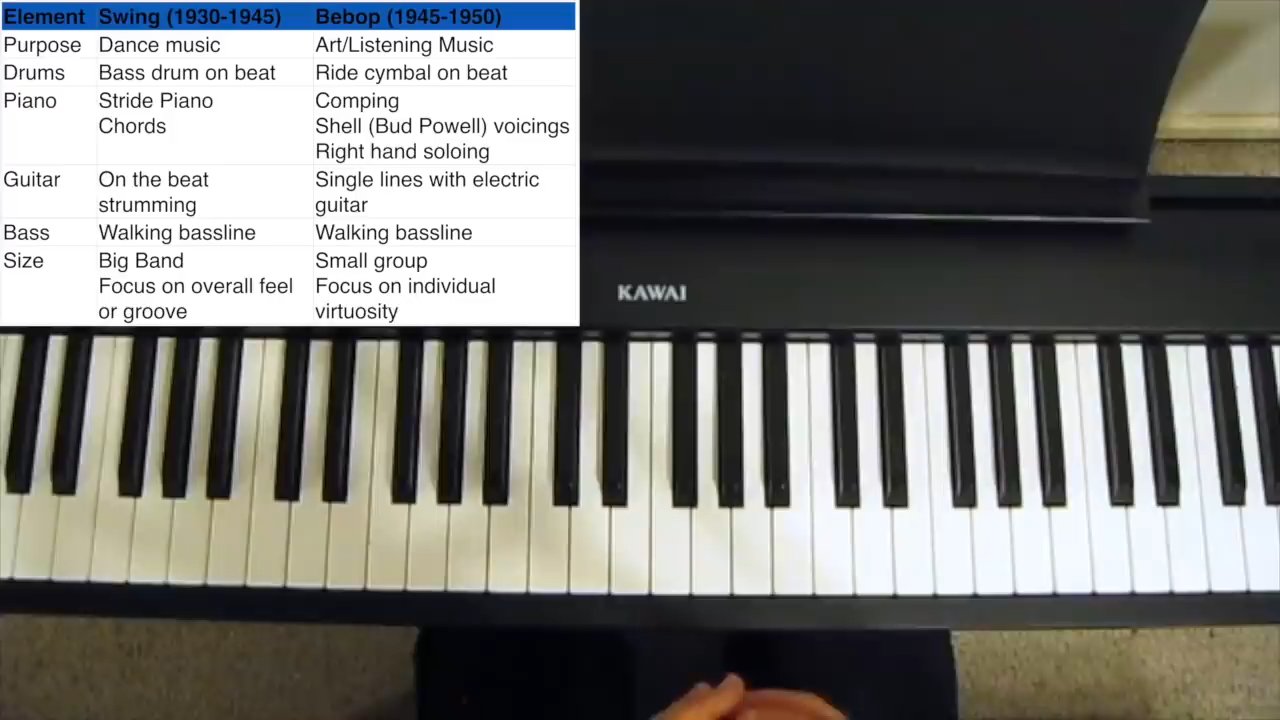 Element Swing (1930-1945) Bebop (1945-1950)
Purpose Dance music Art/Listening Music
Drums Bass drum on beat Ride cymbal on beat
Piano Stride Piano Comping
Chords Shell (Bud Powell) voicings
Right hand soloing
Guitar On the beat Single lines with electric
strumming guitar
Bass Walking bassline Walking bassline
Size Big Band Small group
Focus on overall feel Focus on individual
or groove virtuosity
KAWAI